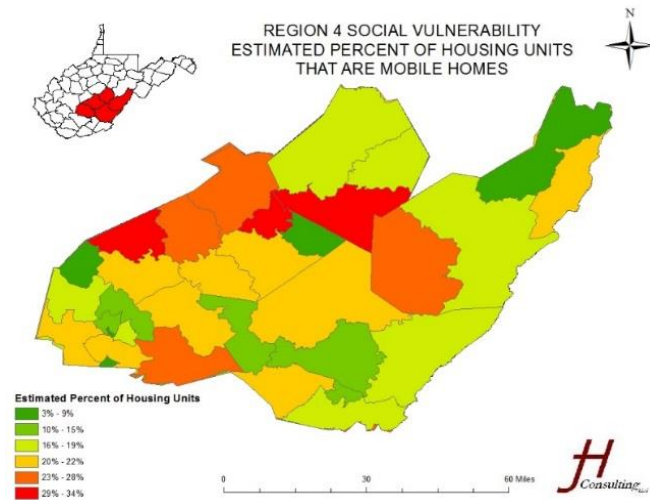 REGION 4 SOCIAL VULNERABILITY
ESTIMATED PERCENT OF HOUSING UNITS
THAT ARE MOBILE HOMES
N
Estimated Percent of Housing Units
3% - 9%
10% - 15%
16% - 19%
20% - 22%
23% - 28%
29% - 34%
0 30 60 Miles
JH
Consulting